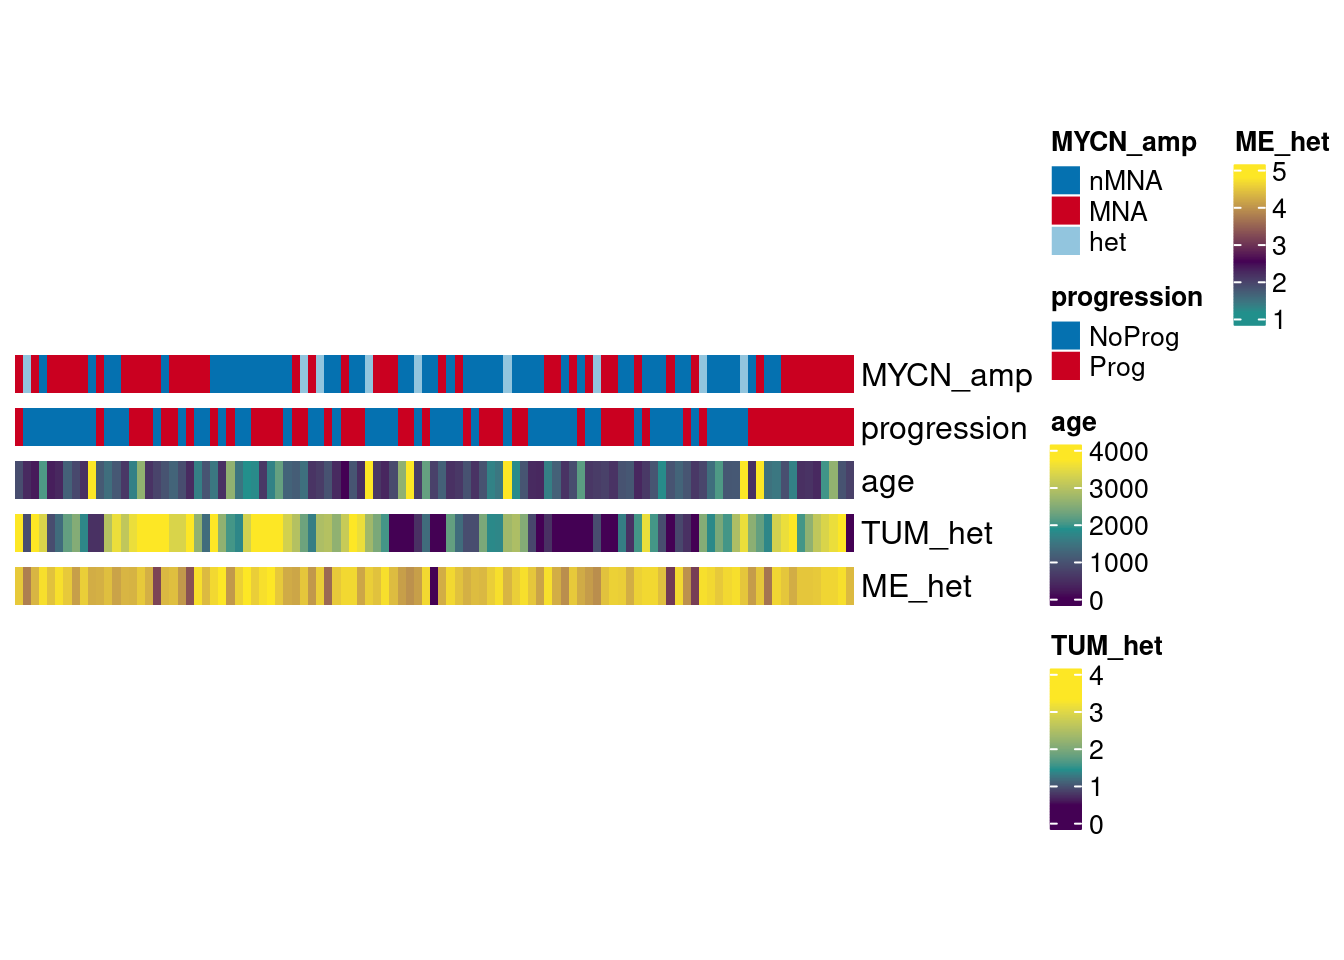 MYCN_amp
progression
age
TUM_het
ME_het
MYCN_amp
nMNA
MNA
het
progression
NoProg
Prog
age
4000
3000
2000
1000
0
TUM_het
4
3
2
1
0
ME_het
5
4
3
2
1